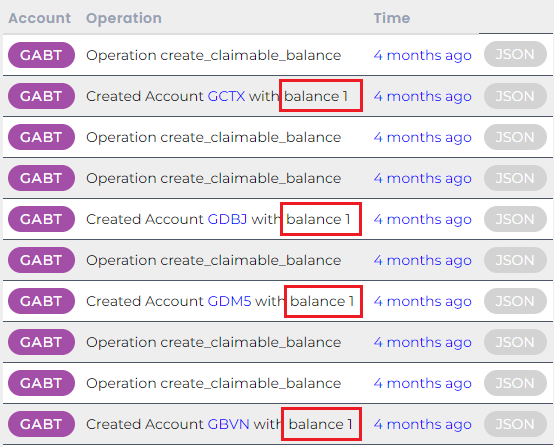 Account Operation Time
GABT Operation create_claimable_balance 4 months ago JSON
GABT Created Account GCTX with balance 1 4 months ago JSON
GABT Operation create_claimable_balance 4 months ago JSON
GABT Operation create_claimable_balance 4 months ago JSON
GABT Created Account GDBJ with balance 1 4 months ago JSON
GABT Operation create_claimable_balance 4 months ago JSON
GABT Created Account GDM5 with balance 1 4 months ago JSON
GABT Operation create_claimable_balance 4 months ago JSON
GABT Operation create_claimable_balance 4 months ago JSON
GABT Created Account GBVN with balance 1 4 months ago JSON